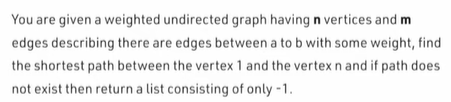 You are given a weighted undirected graph having n vertices and m
edges describing there are edges between a to b with some weight, find
the shortest path between the vertex 1 and the vertex n and if path does
not exist then return a list consisting of only -1.